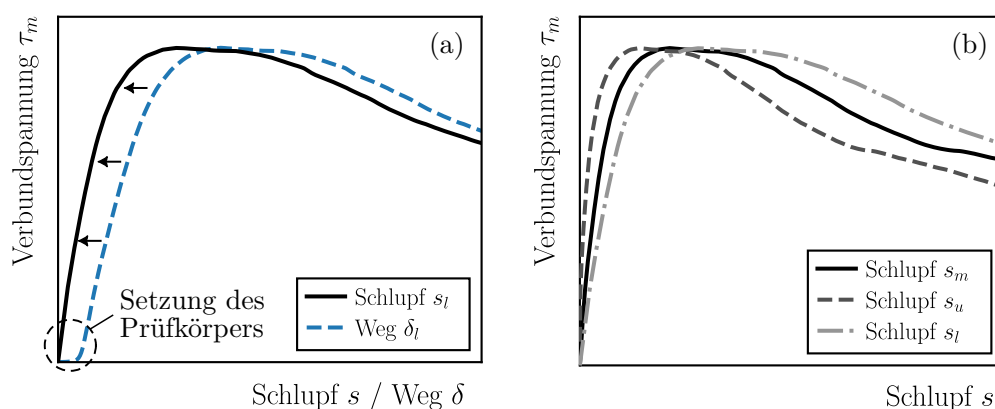 Verbundspannung τ_m
(a)
Setzung des
Prüfkörpers
Schlupf s_l
Weg δ_l
Schlupf s / Weg δ
Verbundspannung τ_m
(b)
Schlupf s_m
Schlupf s_u
Schlupf s_l
Schlupf s